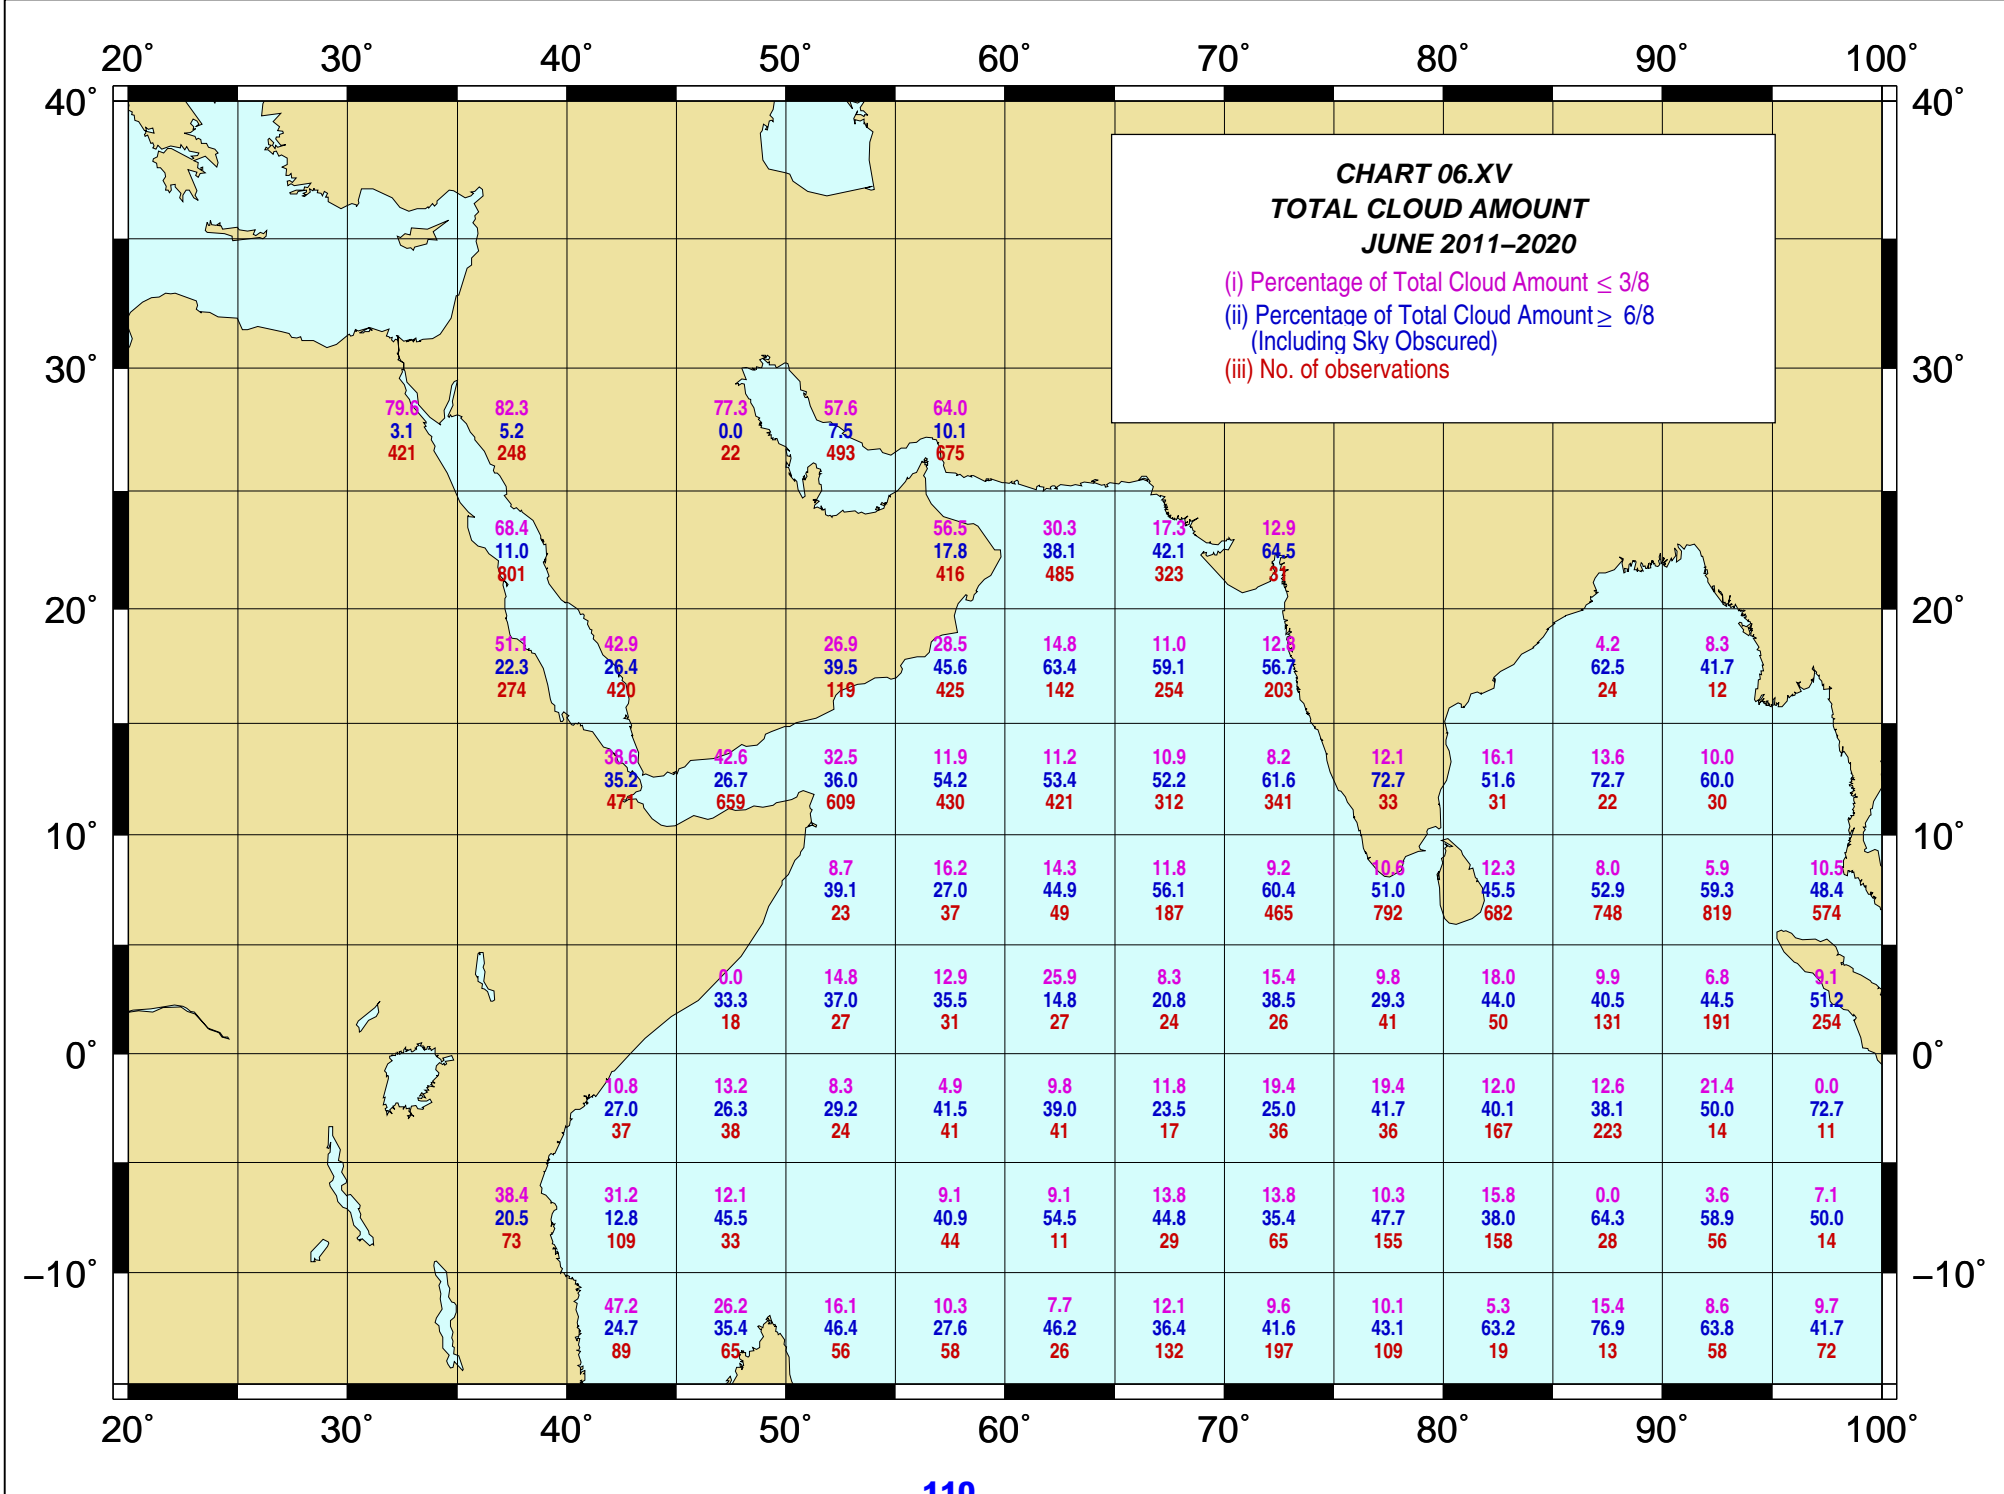 20° 30° 40° 50° 60° 70° 80° 90° 100°
40° 40°
CHART 06.XV
TOTAL CLOUD AMOUNT
JUNE 2011–2020
(i) Percentage of Total Cloud Amount ≤ 3/8
(ii) Percentage of Total Cloud Amount ≥ 6/8
(Including Sky Obscured)
(iii) No. of observations
30° 30°
79.6 82.3 77.3 57.6 64.0
3.1 5.2 0.0 7.5 10.1
421 248 22 493 675
68.4 56.5 30.3 17.3 12.9
11.0 17.8 38.1 42.1 64.5
801 416 485 323 31
20° 20°
51.1 42.9 26.9 28.5 14.8 11.0 12.8 4.2 8.3
22.3 26.4 39.5 45.6 63.4 59.1 56.7 62.5 41.7
274 420 119 425 142 254 203 24 12
38.6 42.6 32.5 11.9 11.2 10.9 8.2 12.1 16.1 13.6 10.0
35.2 26.7 36.0 54.2 53.4 52.2 61.6 72.7 51.6 72.7 60.0
471 659 609 430 421 312 341 33 31 22 30
10° 10°
8.7 16.2 14.3 11.8 9.2 10.6 12.3 8.0 5.9 10.5
39.1 27.0 44.9 56.1 60.4 51.0 45.5 52.9 59.3 48.4
23 37 49 187 465 792 682 748 819 574
0.0 14.8 12.9 25.9 8.3 15.4 9.8 18.0 9.9 6.8 9.1
33.3 37.0 35.5 14.8 20.8 38.5 29.3 44.0 40.5 44.5 51.2
18 27 31 27 24 26 41 50 131 191 254
0° 0°
10.8 13.2 8.3 4.9 9.8 11.8 19.4 19.4 12.0 12.6 21.4 0.0
27.0 26.3 29.2 41.5 39.0 23.5 25.0 41.7 40.1 38.1 50.0 72.7
37 38 24 41 41 17 36 36 167 223 14 11
38.4 31.2 12.1 9.1 9.1 13.8 13.8 10.3 15.8 0.0 3.6 7.1
20.5 12.8 45.5 40.9 54.5 44.8 35.4 47.7 38.0 64.3 58.9 50.0
73 109 33 44 11 29 65 155 158 28 56 14
–10° –10°
47.2 26.2 16.1 10.3 7.7 12.1 9.6 10.1 5.3 15.4 8.6 9.7
24.7 35.4 46.4 27.6 46.2 36.4 41.6 43.1 63.2 76.9 63.8 41.7
89 65 56 58 26 132 197 109 19 13 58 72
20° 30° 40° 50° 60° 70° 80° 90° 100°
110